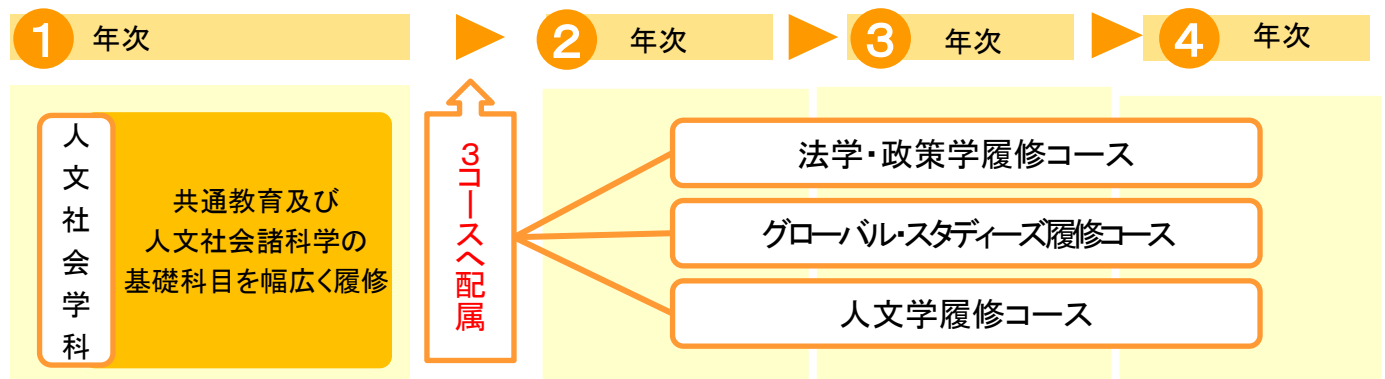 1 年次
2 年次
3 年次
4 年次
人文社会学科
共通教育及び
人文社会諸科学の
基礎科目を幅広く履修
3コースへ配属
法学・政策学履修コース
グローバル・スタディーズ履修コース
人文学履修コース